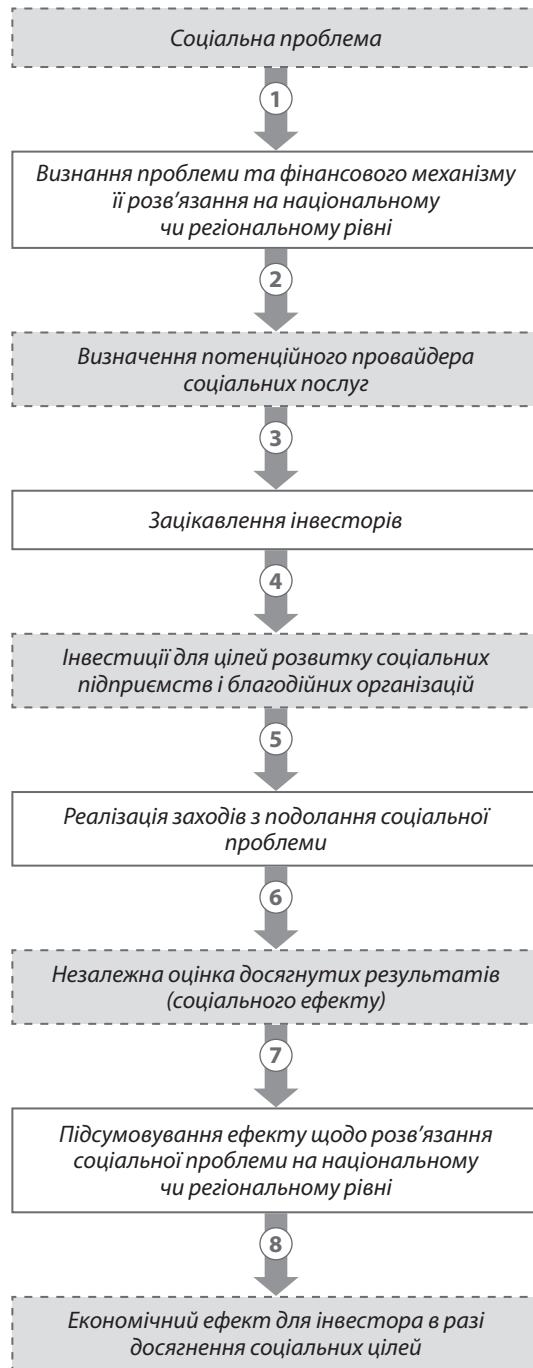 Соціальна проблема
1
Визнання проблеми та фінансового механізму
її розв'язання на національному
чи регіональному рівні
2
Визначення потенційного провайдера
соціальних послуг
3
Зацікавлення інвесторів
4
Інвестиції для цілей розвитку соціальних
підприємств і благодійних організацій
5
Реалізація заходів з подолання соціальної
проблеми
6
Незалежна оцінка досягнутих результатів
(соціального ефекту)
7
Підсумовування ефекту щодо розв'язання
соціальної проблеми на національному
чи регіональному рівні
8
Економічний ефект для інвестора в разі
досягнення соціальних цілей